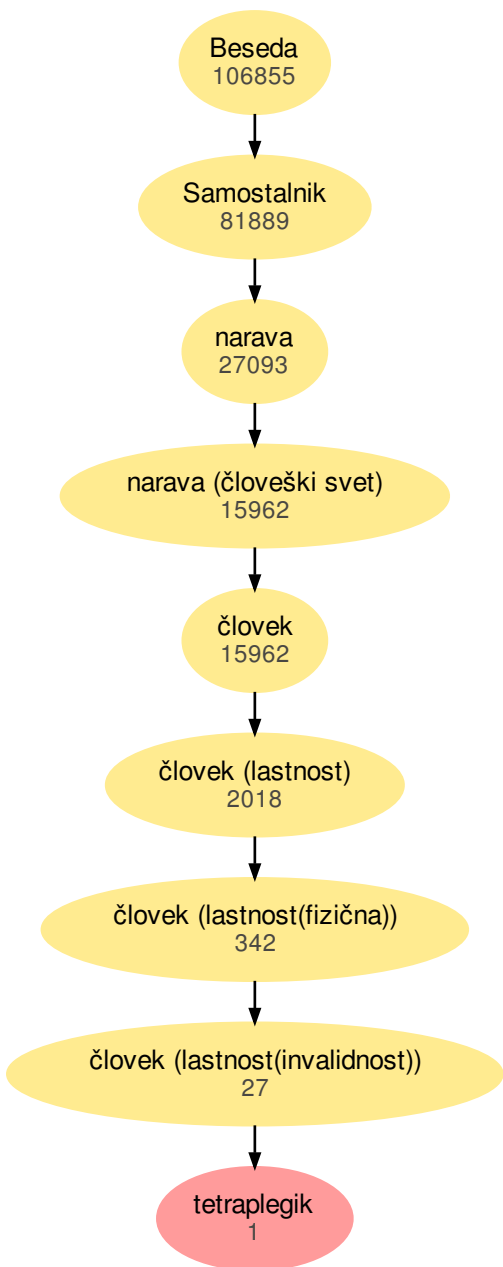 Beseda
106855
Samostalnik
81889
narava
27093
narava (človeški svet)
15962
človek
15962
človek (lastnost)
2018
človek (lastnost(fizična))
342
človek (lastnost(invalidnost))
27
tetraplegik
1